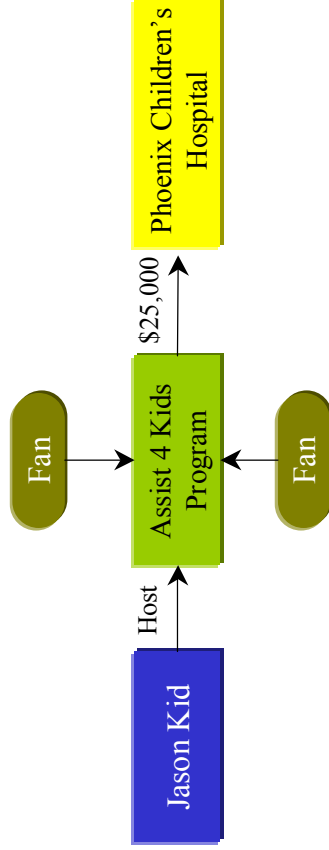 Fan
Jason Kid
Host
Assist 4 Kids
Program
$25,000
Phoenix Children’s
Hospital
Fan